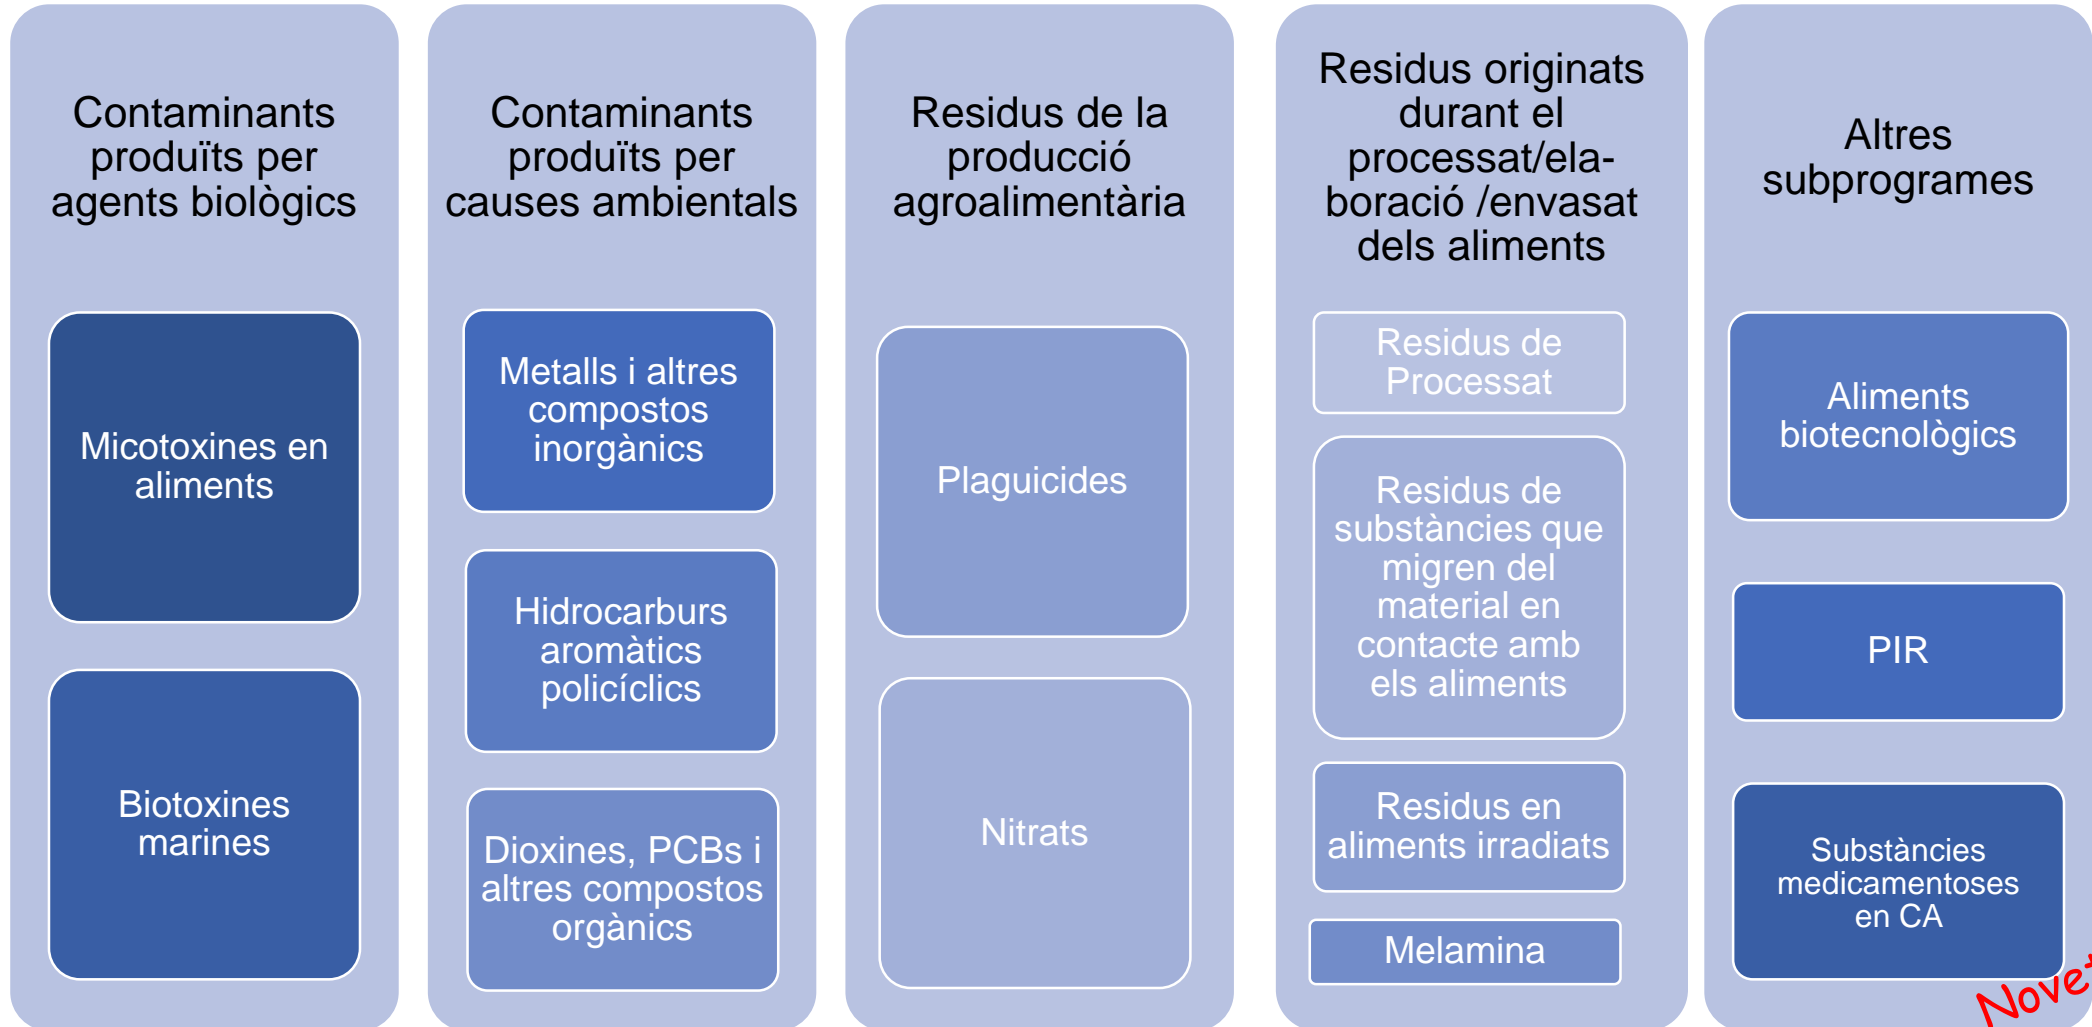 Contaminants
produïts per
agents biològics
Micotoxines en
aliments
Biotoxines
marines
Contaminants
produïts per
causes ambientals
Metalls i altres
compostos
inorgànics
Hidrocarburs
aromàtics
policíclics
Dioxines, PCBs i
altres compostos
orgànics
Residus de la
producció
agroalimentària
Plaguicides
Nitrats
Residus originats
durant el
processat/ela-
boració /envasat
dels aliments
Residus de
Processat
Residus de
substàncies que
migren del
material en
contacte amb
els aliments
Residus en
aliments irradiats
Melamina
Altres
subprogrames
Aliments
biotecnològics
PIR
Substàncies
medicamentoses
en CA